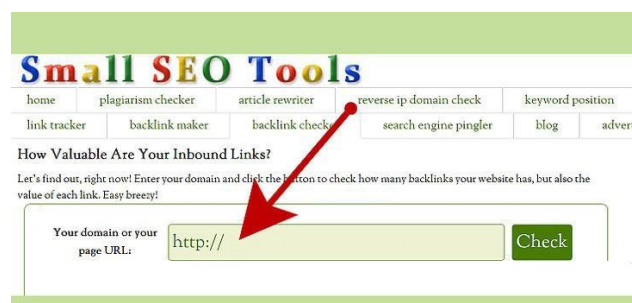 Small SEO Tools
home plagiarism checker article rewriter reverse ip domain check keyword position
link tracker backlink maker backlink checker search engine pingler blog adver
How Valuable Are Your Inbound Links?
Let's find out, right now! Enter your domain and click the button to check how many backlinks your website has, but also the
value of each link. Easy breezy!
Your domain or your
page URL:
http://
Check